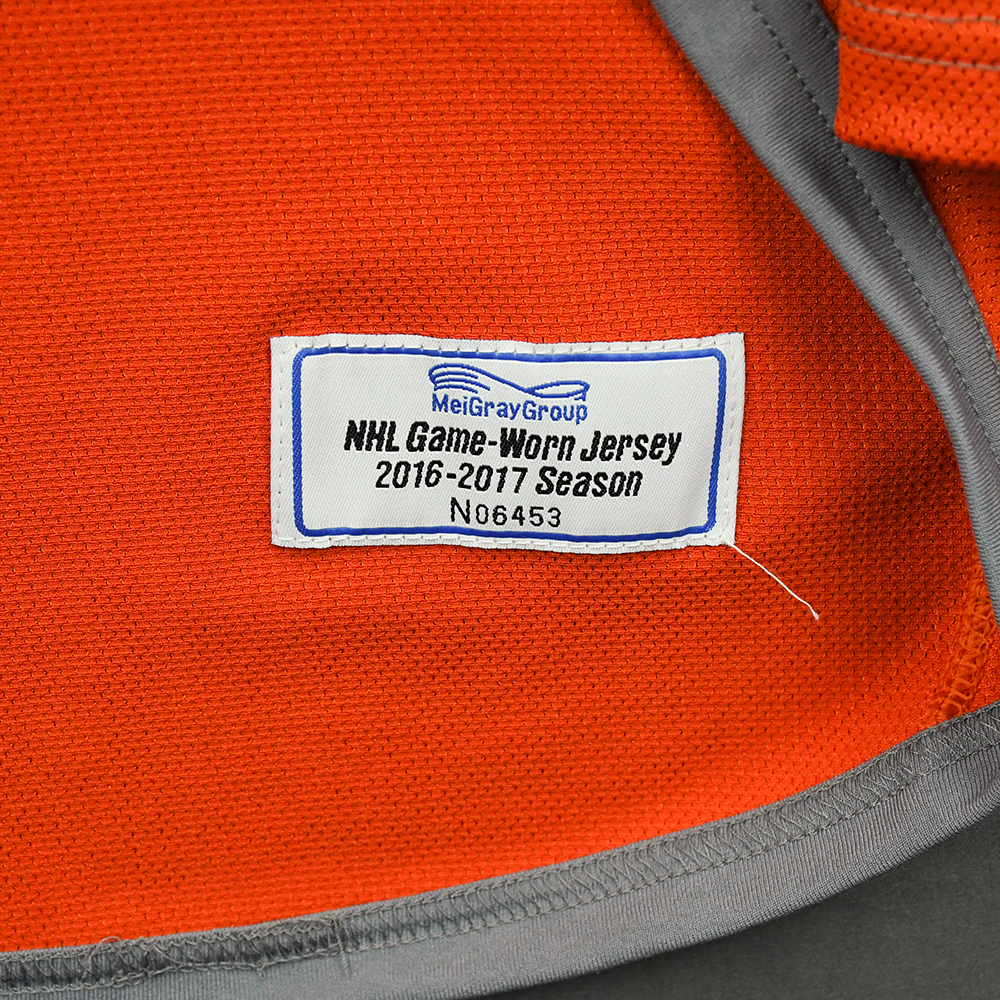 MeiGrayGroup
NHL Game-Worn Jersey
2016-2017 Season
N06453